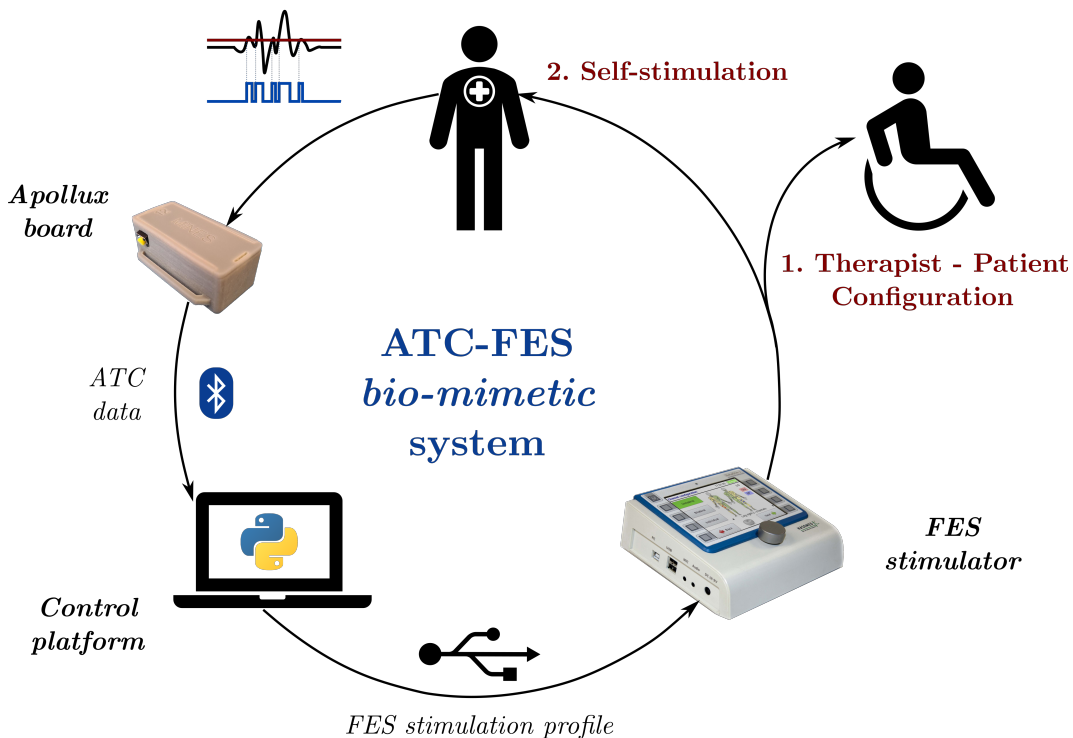 2. Self-stimulation
Apollux
board
1. Therapist - Patient
Configuration
ATC-FES
bio-mimetic
system
ATC
data
FES
stimulator
Control
platform
FES stimulation profile